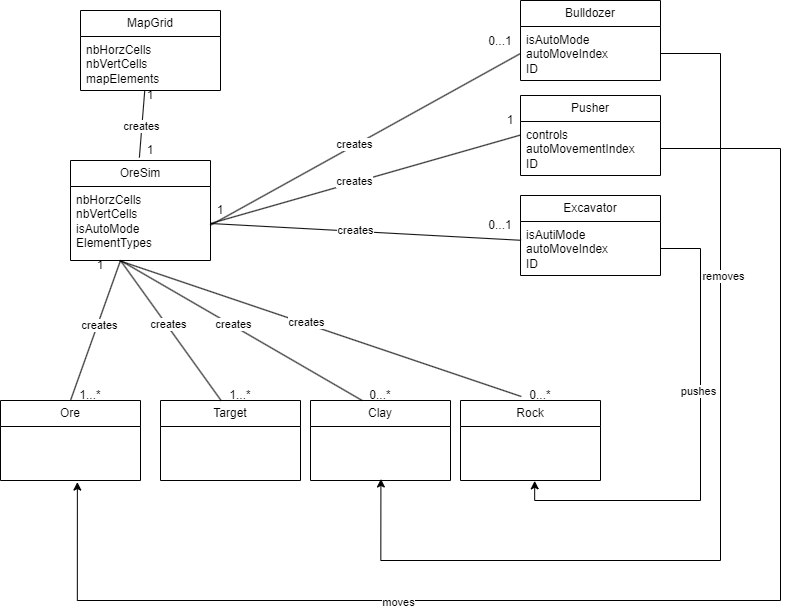 MapGrid
nbHorzCells
nbVertCells
mapElements
1
creates
1
OreSim
nbHorzCells
nbVertCells
isAutoMode
ElementTypes
1
1
Bulldozer
isAutoMode
autoMoveIndex
ID
0...1
creates
Pusher
controls
autoMovementIndex
ID
1
creates
Excavator
isAutiMode
autoMoveIndex
ID
0...1
creates
removes
pushes
creates
creates
creates
creates
1...*
1...*
0...*
0...*
Ore
Target
Clay
Rock
moves